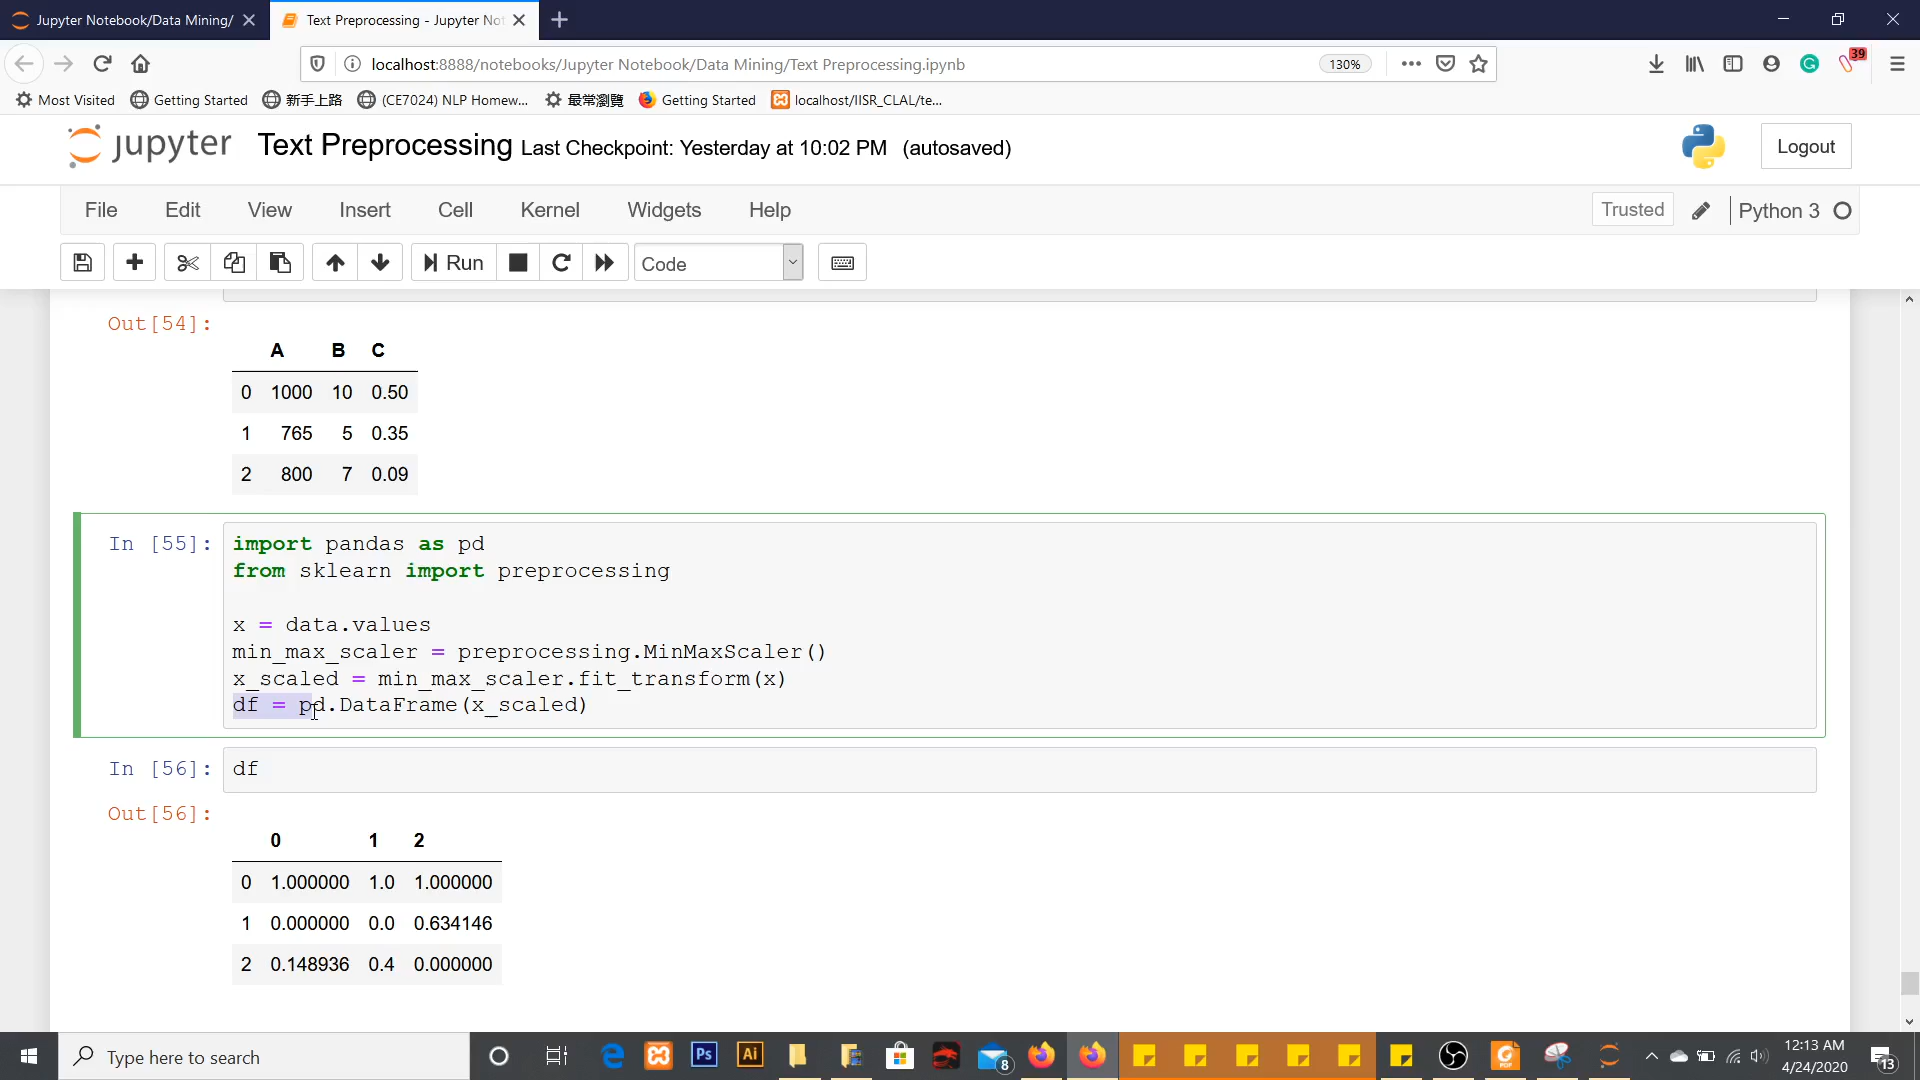 Jupyter Notebook/Data Mining/
Text Preprocessing - Jupyter No
localhost:8888/notebooks/Jupyter Notebook/Data Mining/Text Preprocessing.ipynb
130%
39
Most Visited
Getting Started
新手上路
(CE7024) NLP Homew...
最常瀏覽
Getting Started
localhost/IISR_CLAL/te...
jupyter
Text Preprocessing Last Checkpoint: Yesterday at 10:02 PM (autosaved)
Logout
File Edit View Insert Cell Kernel Widgets Help
Trusted
Python 3
Run
Code
Out[54]:
A B C
0 1000 10 0.50
1 765 5 0.35
2 800 7 0.09
In [55]: import pandas as pd
from sklearn import preprocessing
x = data.values
min_max_scaler = preprocessing.MinMaxScaler()
x_scaled = min_max_scaler.fit_transform(x)
df = pd.DataFrame(x_scaled)
In [56]: df
Out[56]:
0 1 2
0 1.000000 1.0 1.000000
1 0.000000 0.0 0.634146
2 0.148936 0.4 0.000000
Type here to search
Ps
Ai
8
12:13 AM
4/24/2020
13